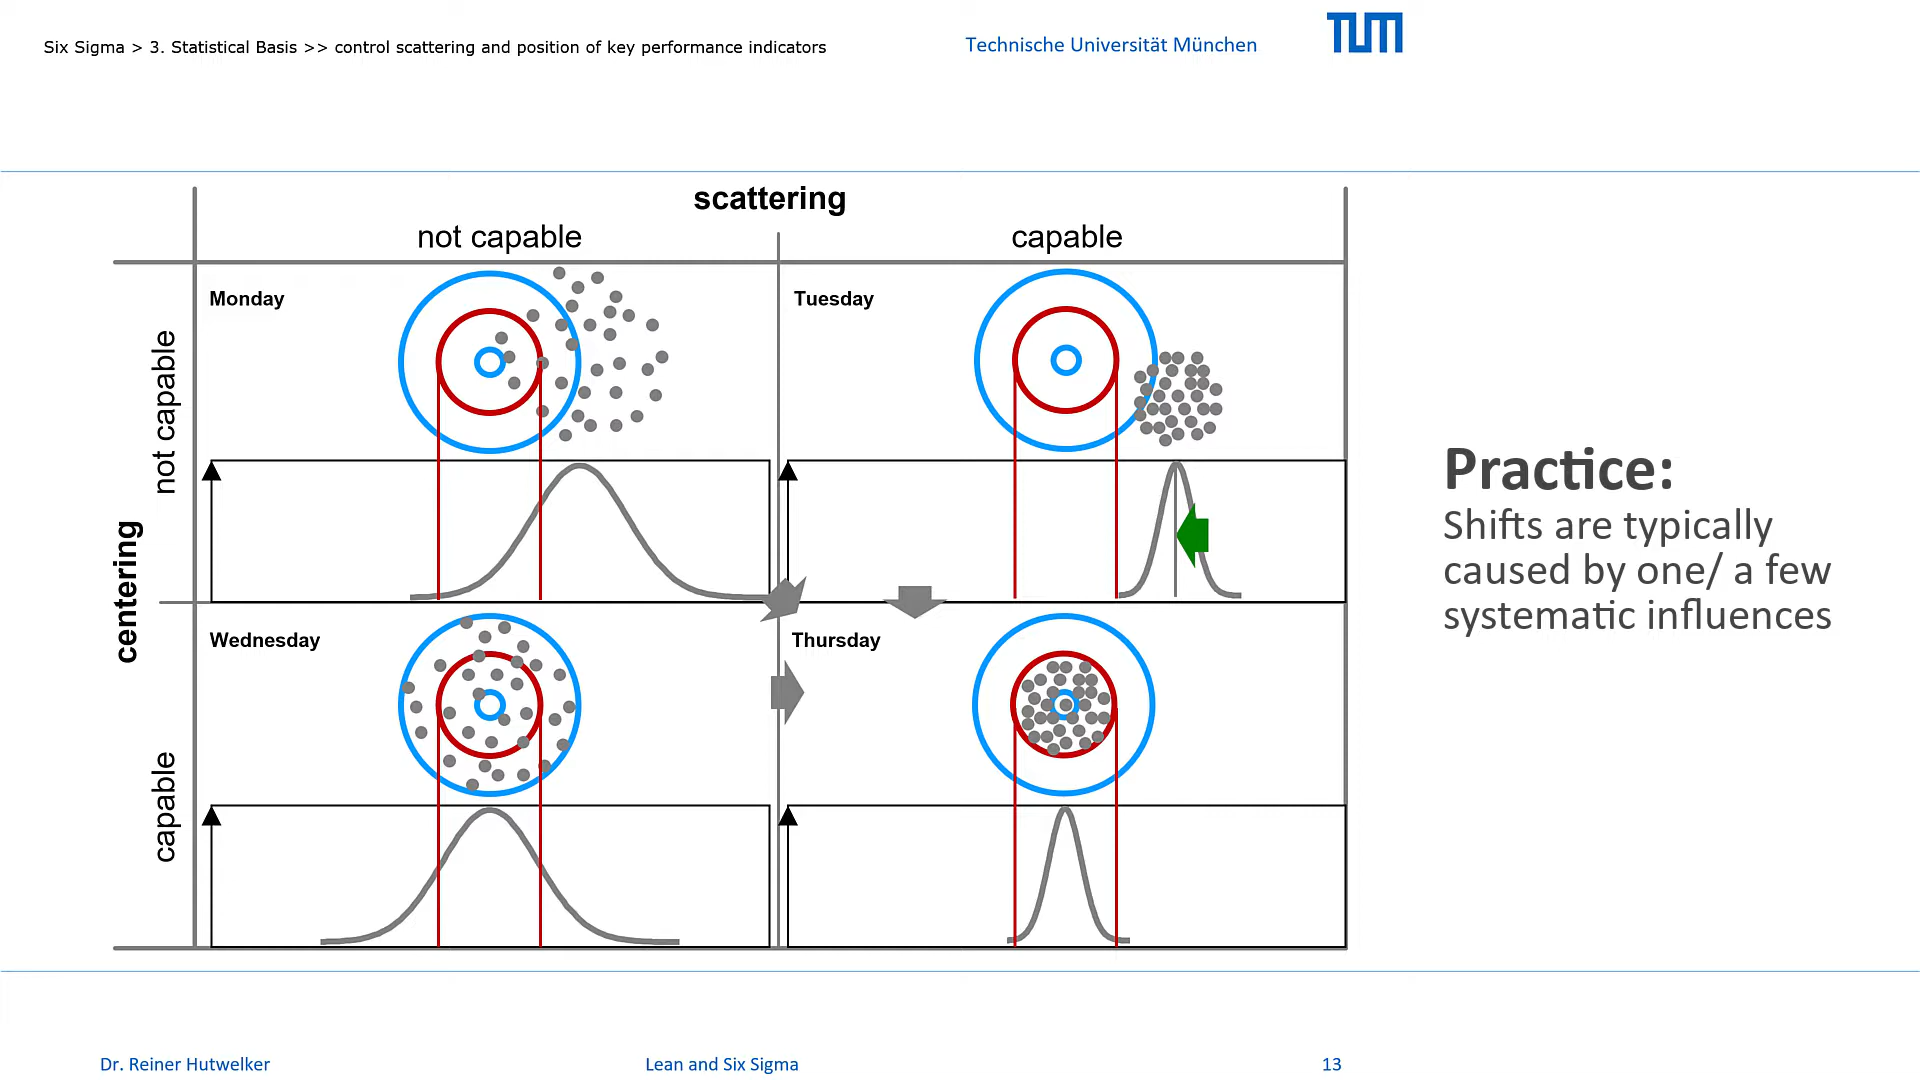 Six Sigma > 3. Statistical Basis >> control scattering and position of key performance indicators
Technische Universität München
TUM
scattering
not capable
capable
Monday
Tuesday
not capable
centering
Wednesday
Thursday
capable
Practice:
Shifts are typically
caused by one/ a few
systematic influences
Dr. Reiner Hutwelker
Lean and Six Sigma
13